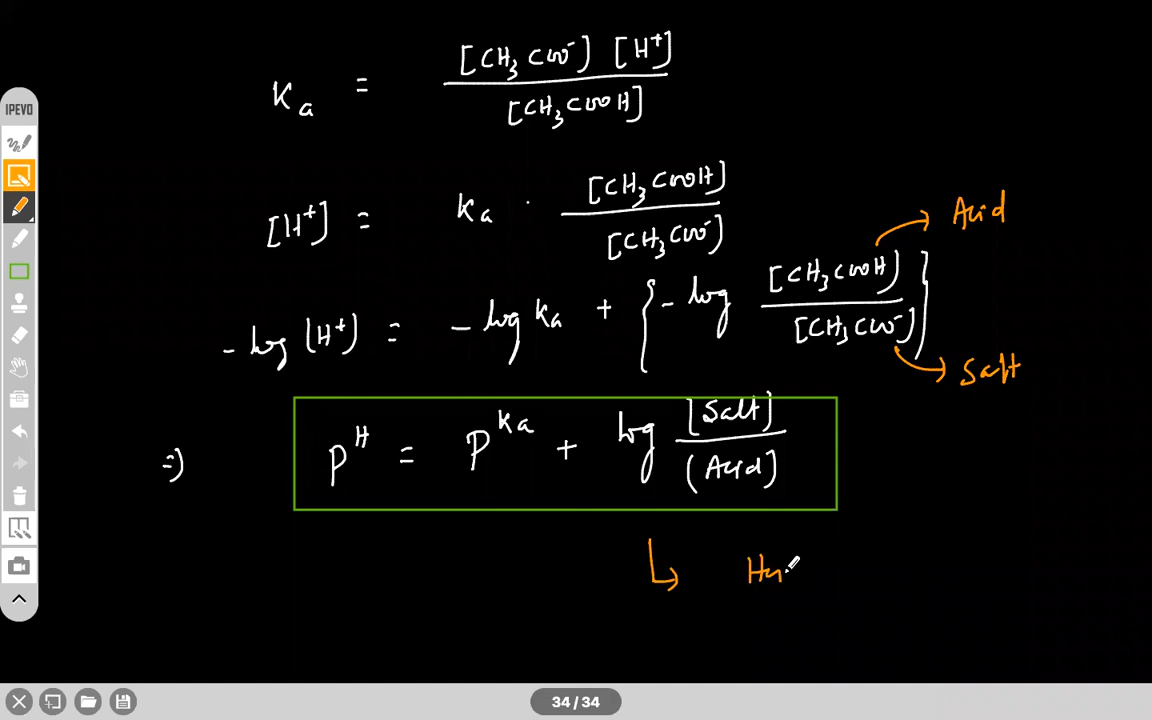 IPEVO
Ka = [CH3COO-] [H+] / [CH3COOH]
[H+] = Ka · [CH3COOH] / [CH3COO-]
Acid
- log [H+] = - log Ka + { - log [CH3COOH] / [CH3COO-] }
Salt
=) PH = PKa + log [Salt] / (Acid]
Hen
34 / 34